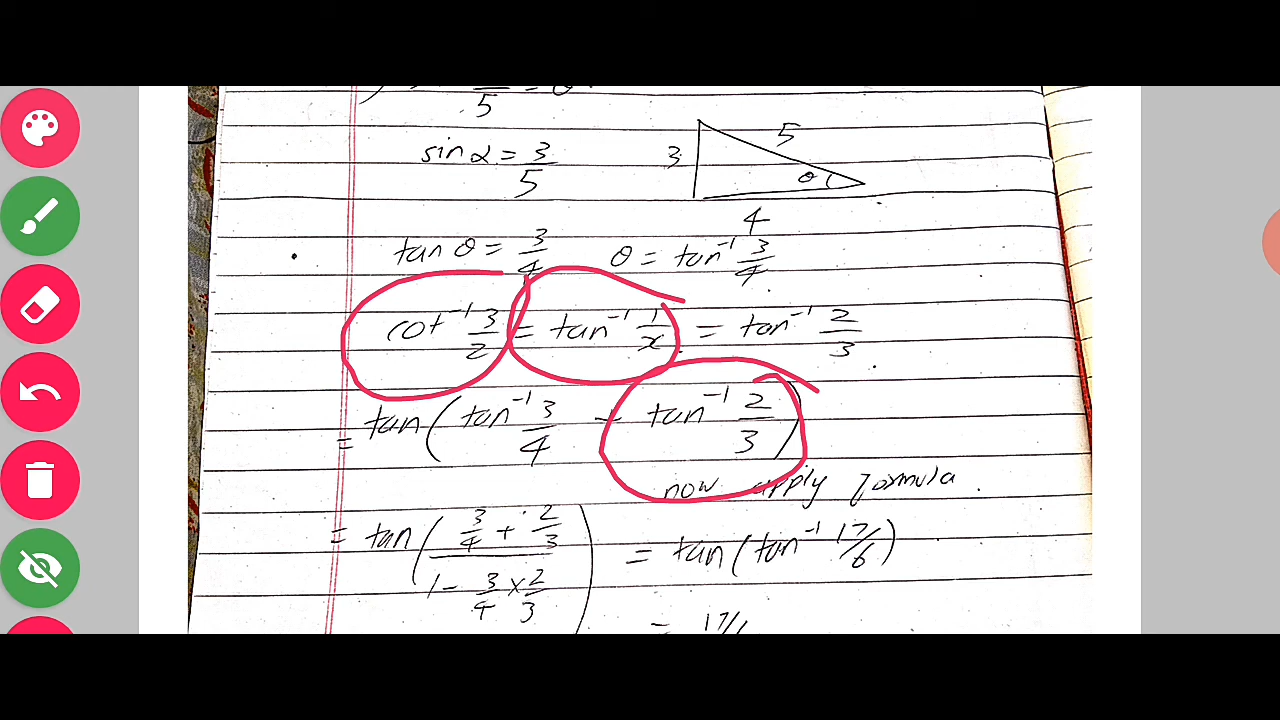 5
sin α = 3/5
3 5 θ 4
tan θ = 3/4 θ = tan⁻¹ 3/4
cot⁻¹ 3/2 = tan⁻¹ 1/x = tan⁻¹ 2/3
= tan(tan⁻¹ 3/4 + tan⁻¹ 2/3)
now apply formula.
= tan( (3/4 + 2/3) / (1 - 3/4 × 2/3) ) = tan(tan⁻¹ 17/6)
= 17/